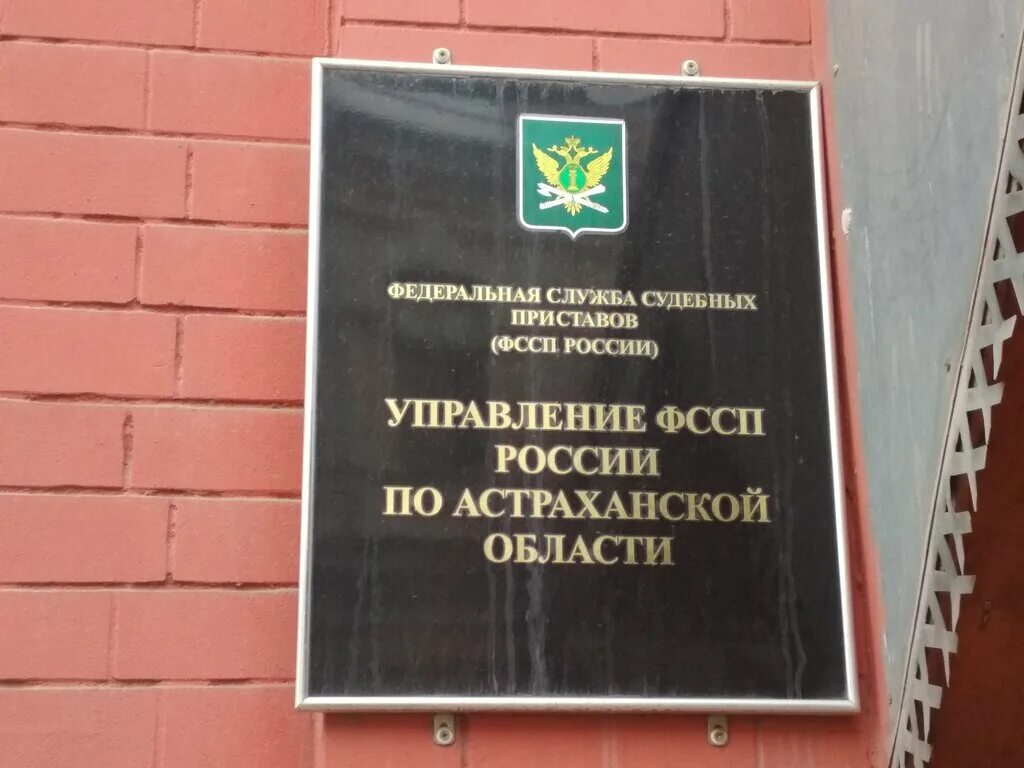 ФЕДЕРАЛЬНАЯ СЛУЖБА СУДЕБНЫХ
ПРИСТАВОВ
(ФССП РОССИИ)
УПРАВЛЕНИЕ ФССП
РОССИИ
ПО АСТРАХАНСКОЙ
ОБЛАСТИ